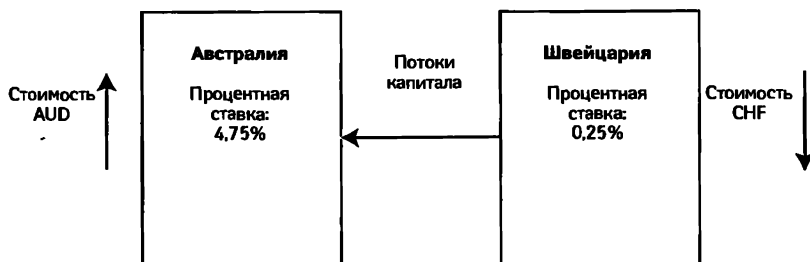 Стоимость
AUD
Австралия
Процентная
ставка:
4,75%
Потоки
капитала
Швейцария
Процентная
ставка:
0,25%
Стоимость
CHF